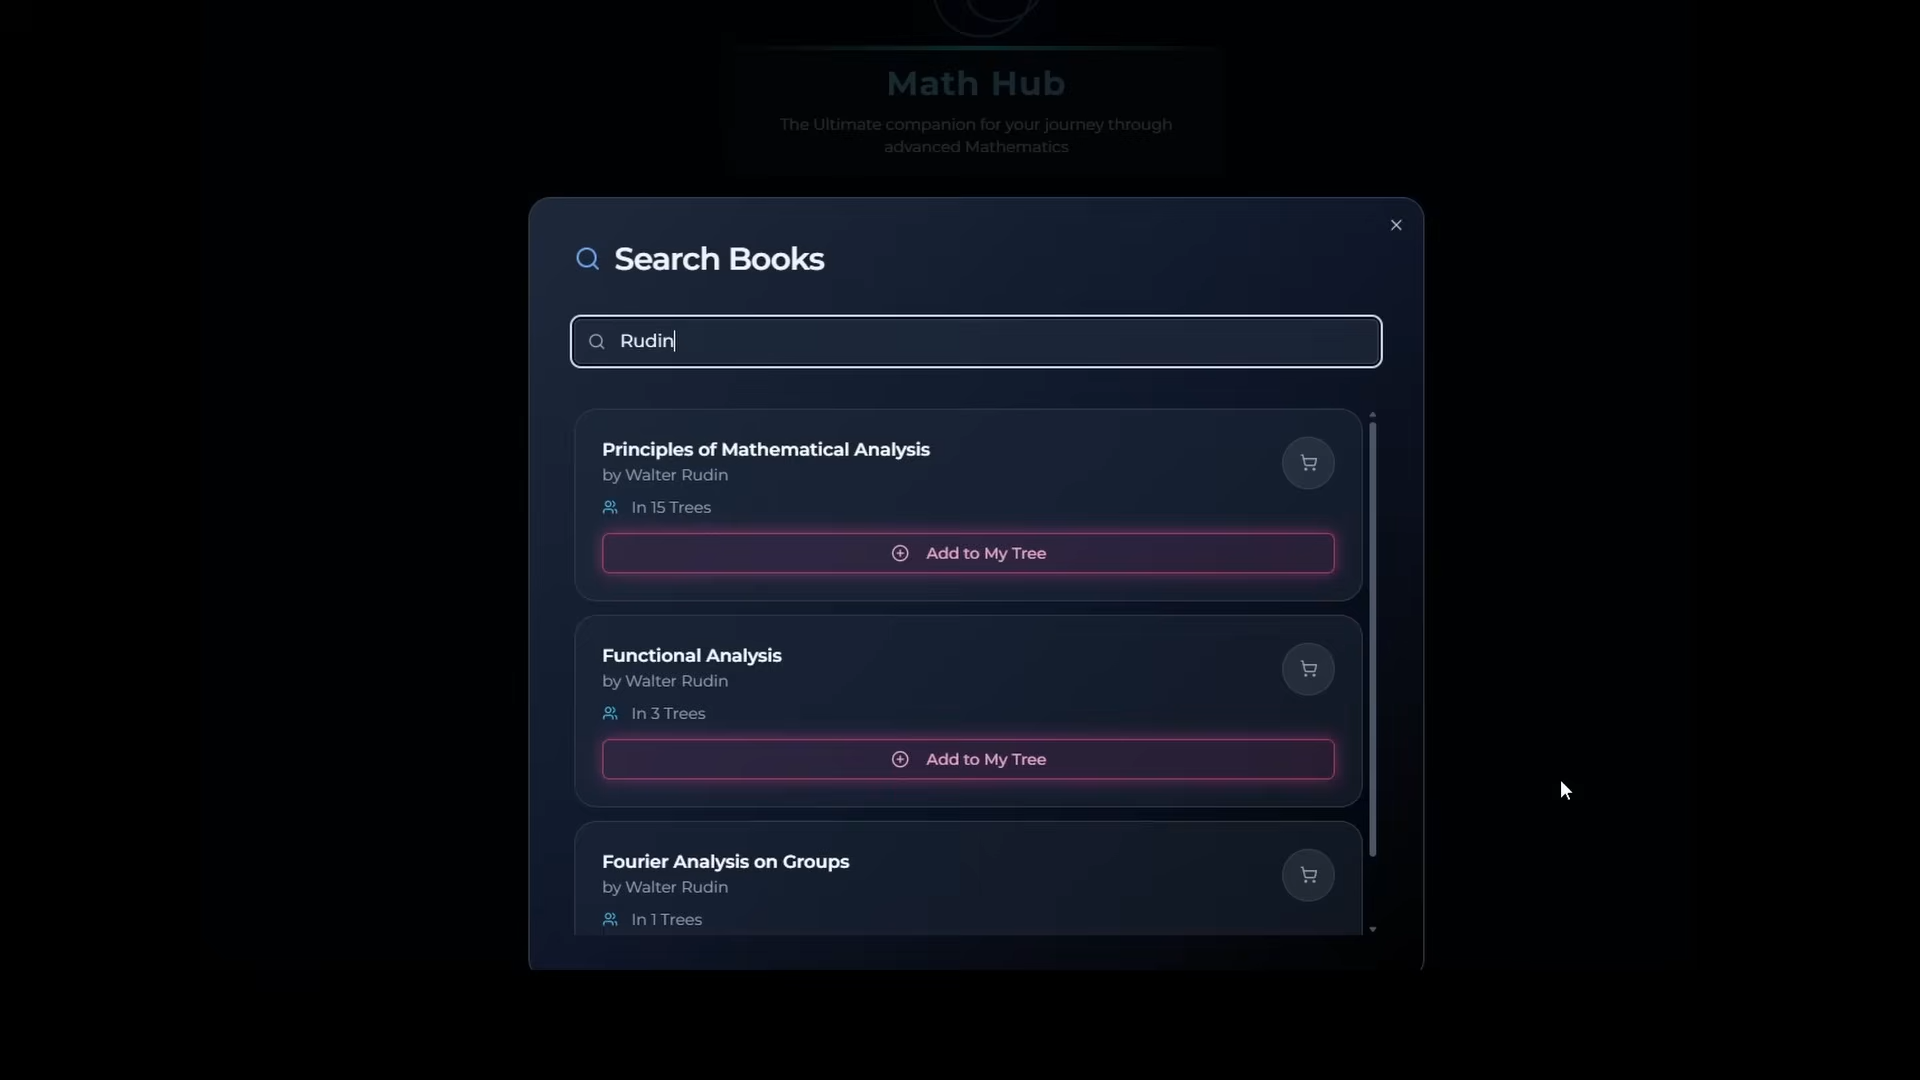 Math Hub
The Ultimate companion for your journey through
advanced Mathematics
Search Books
Rudin
Principles of Mathematical Analysis
by Walter Rudin
In 15 Trees
Add to My Tree
Functional Analysis
by Walter Rudin
In 3 Trees
Add to My Tree
Fourier Analysis on Groups
by Walter Rudin
In 1 Trees